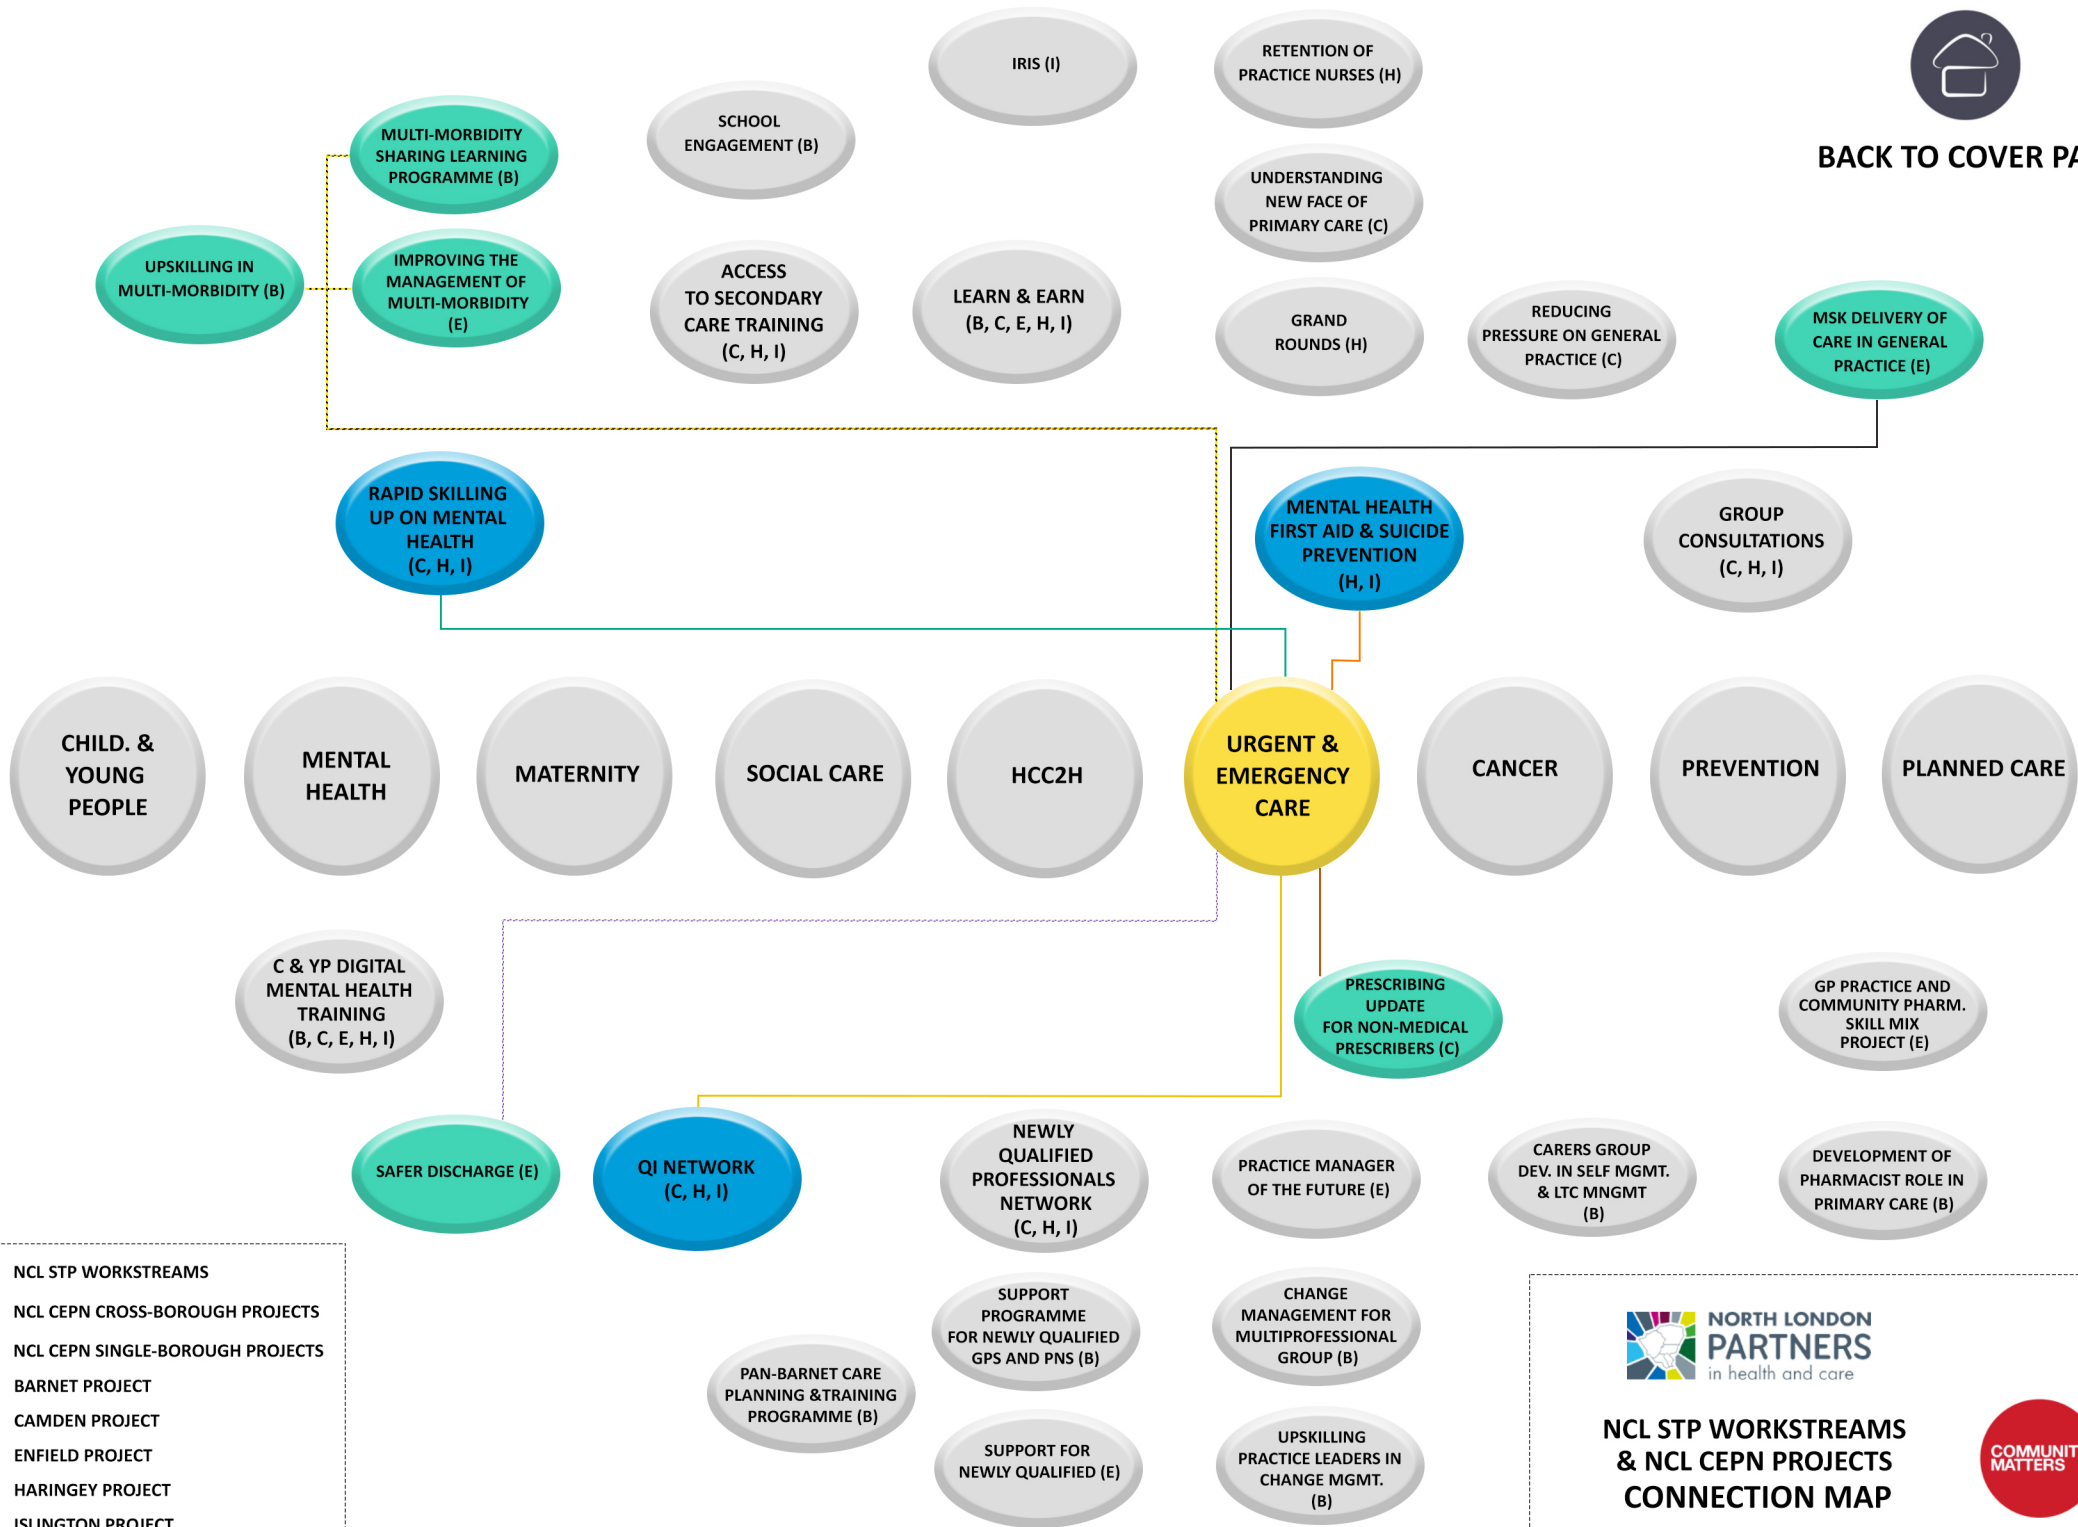 IRIS (I)
RETENTION OF
PRACTICE NURSES (H)
BACK TO COVER PA
MULTI-MORBIDITY
SHARING LEARNING
PROGRAMME (B)
SCHOOL
ENGAGEMENT (B)
UNDERSTANDING
NEW FACE OF
PRIMARY CARE (C)
UPSKILLING IN
MULTI-MORBIDITY (B)
IMPROVING THE
MANAGEMENT OF
MULTI-MORBIDITY
(E)
ACCESS
TO SECONDARY
CARE TRAINING
(C, H, I)
LEARN & EARN
(B, C, E, H, I)
GRAND
ROUNDS (H)
REDUCING
PRESSURE ON GENERAL
PRACTICE (C)
MSK DELIVERY OF
CARE IN GENERAL
PRACTICE (E)
RAPID SKILLING
UP ON MENTAL
HEALTH
(C, H, I)
MENTAL HEALTH
FIRST AID & SUICIDE
PREVENTION
(H, I)
GROUP
CONSULTATIONS
(C, H, I)
CHILD. &
YOUNG
PEOPLE
MENTAL
HEALTH
MATERNITY
SOCIAL CARE
HCC2H
URGENT &
EMERGENCY
CARE
CANCER
PREVENTION
PLANNED CARE
C & YP DIGITAL
MENTAL HEALTH
TRAINING
(B, C, E, H, I)
PRESCRIBING
UPDATE
FOR NON-MEDICAL
PRESCRIBERS (C)
GP PRACTICE AND
COMMUNITY PHARM.
SKILL MIX
PROJECT (E)
SAFER DISCHARGE (E)
QI NETWORK
(C, H, I)
NEWLY
QUALIFIED
PROFESSIONALS
NETWORK
(C, H, I)
PRACTICE MANAGER
OF THE FUTURE (E)
CARERS GROUP
DEV. IN SELF MGMT.
& LTC MNGMT
(B)
DEVELOPMENT OF
PHARMACIST ROLE IN
PRIMARY CARE (B)
SUPPORT
PROGRAMME
FOR NEWLY QUALIFIED
GPS AND PNS (B)
CHANGE
MANAGEMENT FOR
MULTIPROFESSIONAL
GROUP (B)
PAN-BARNET CARE
PLANNING &TRAINING
PROGRAMME (B)
SUPPORT FOR
NEWLY QUALIFIED (E)
UPSKILLING
PRACTICE LEADERS IN
CHANGE MGMT.
(B)
NCL STP WORKSTREAMS
NCL CEPN CROSS-BOROUGH PROJECTS
NCL CEPN SINGLE-BOROUGH PROJECTS
BARNET PROJECT
CAMDEN PROJECT
ENFIELD PROJECT
HARINGEY PROJECT
ISLINGTON PROJECT
NORTH LONDON
PARTNERS
in health and care
NCL STP WORKSTREAMS
& NCL CEPN PROJECTS
CONNECTION MAP
COMMUNIT
MATTERS